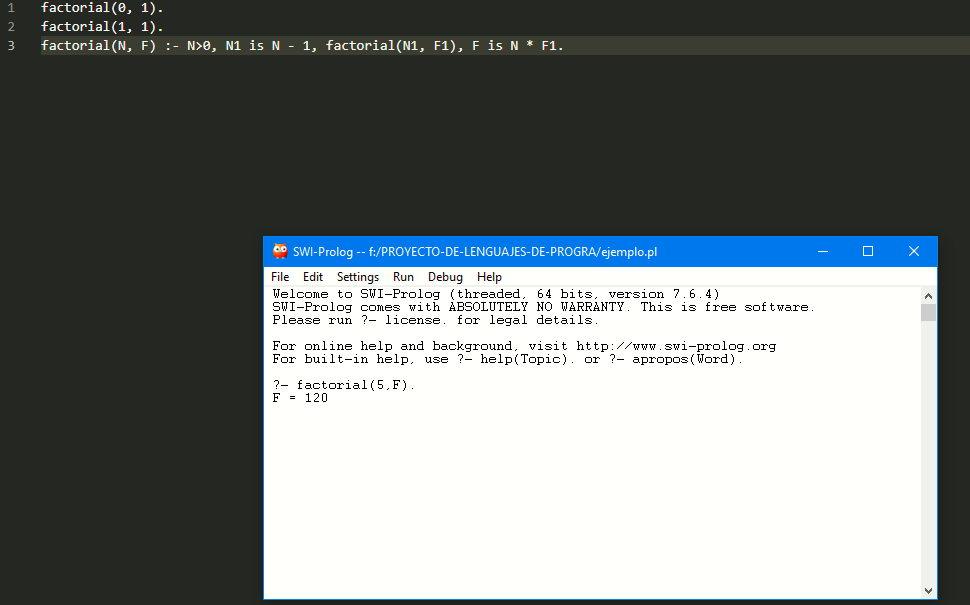 1 factorial(0, 1).
2 factorial(1, 1).
3 factorial(N, F) :- N>0, N1 is N - 1, factorial(N1, F1), F is N * F1.
SWI-Prolog -- f:/PROYECTO-DE-LENGUAJES-DE-PROGRA/ejemplo.pl
File Edit Settings Run Debug Help
Welcome to SWI-Prolog (threaded, 64 bits, version 7.6.4)
SWI-Prolog comes with ABSOLUTELY NO WARRANTY. This is free software.
Please run ?- license. for legal details.
For online help and background, visit http://www.swi-prolog.org
For built-in help, use ?- help(Topic). or ?- apropos(Word).
?- factorial(5,F).
F = 120